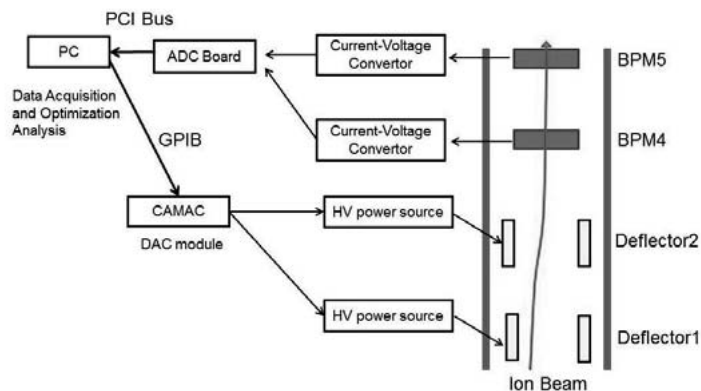 PCI Bus
PC
ADC Board
Current-Voltage
Convertor
BPM5
Data Acquisition
and Optimization
Analysis
GPIB
Current-Voltage
Convertor
BPM4
CAMAC
DAC module
HV power source
Deflector2
HV power source
Deflector1
Ion Beam